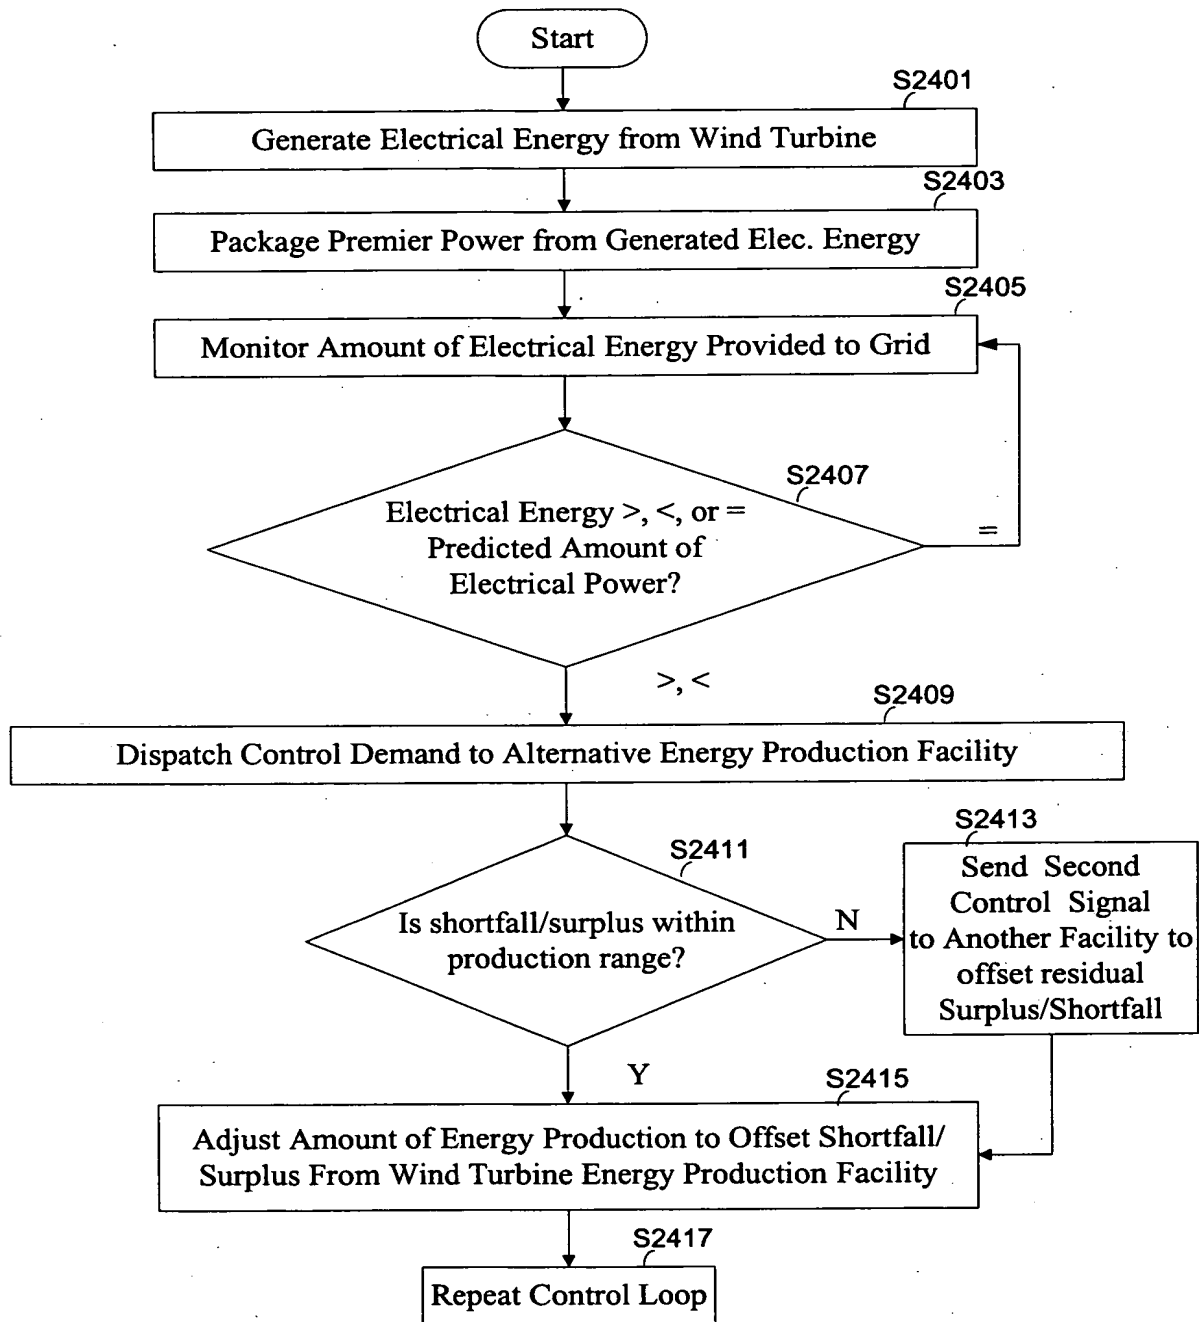 Start
S2401
Generate Electrical Energy from Wind Turbine
S2403
Package Premier Power from Generated Elec. Energy
S2405
Monitor Amount of Electrical Energy Provided to Grid
S2407
Electrical Energy >, <, or =
Predicted Amount of
Electrical Power?
=
>, <
S2409
Dispatch Control Demand to Alternative Energy Production Facility
S2411
Is shortfall/surplus within
production range?
N
S2413
Send Second
Control Signal
to Another Facility to
offset residual
Surplus/Shortfall
Y
S2415
Adjust Amount of Energy Production to Offset Shortfall/
Surplus From Wind Turbine Energy Production Facility
S2417
Repeat Control Loop